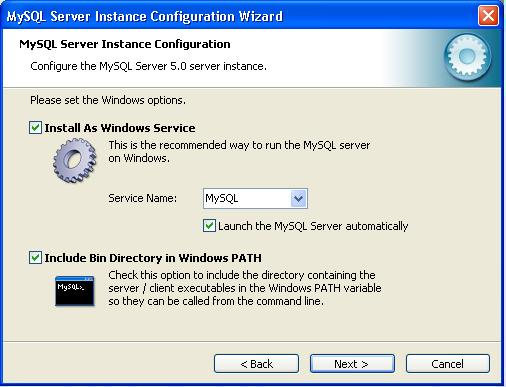 MySQL Server Instance Configuration Wizard
MySQL Server Instance Configuration
Configure the MySQL Server 5.0 server instance.
Please set the Windows options.
Install As Windows Service
This is the recommended way to run the MySQL server
on Windows.
Service Name:
MySQL
Launch the MySQL Server automatically
Include Bin Directory in Windows PATH
MySQL>_
Check this option to include the directory containing the
server / client executables in the Windows PATH variable
so they can be called from the command line.
< Back
Next >
Cancel